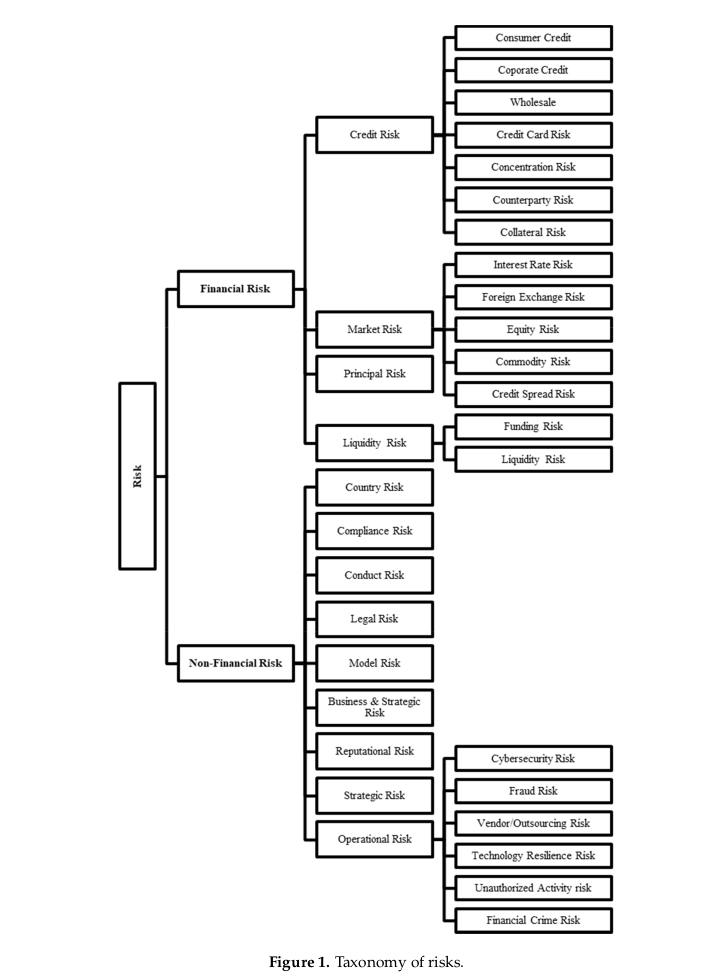 Risk
Financial Risk
Credit Risk
Consumer Credit
Coporate Credit
Wholesale
Credit Card Risk
Concentration Risk
Counterparty Risk
Collateral Risk
Market Risk
Interest Rate Risk
Foreign Exchange Risk
Equity Risk
Commodity Risk
Credit Spread Risk
Principal Risk
Liquidity Risk
Funding Risk
Liquidity Risk
Non-Financial Risk
Country Risk
Compliance Risk
Conduct Risk
Legal Risk
Model Risk
Business & Strategic
Risk
Reputational Risk
Strategic Risk
Operational Risk
Cybersecurity Risk
Fraud Risk
Vendor/Outsourcing Risk
Technology Resilience Risk
Unauthorized Activity risk
Financial Crime Risk
Figure 1. Taxonomy of risks.